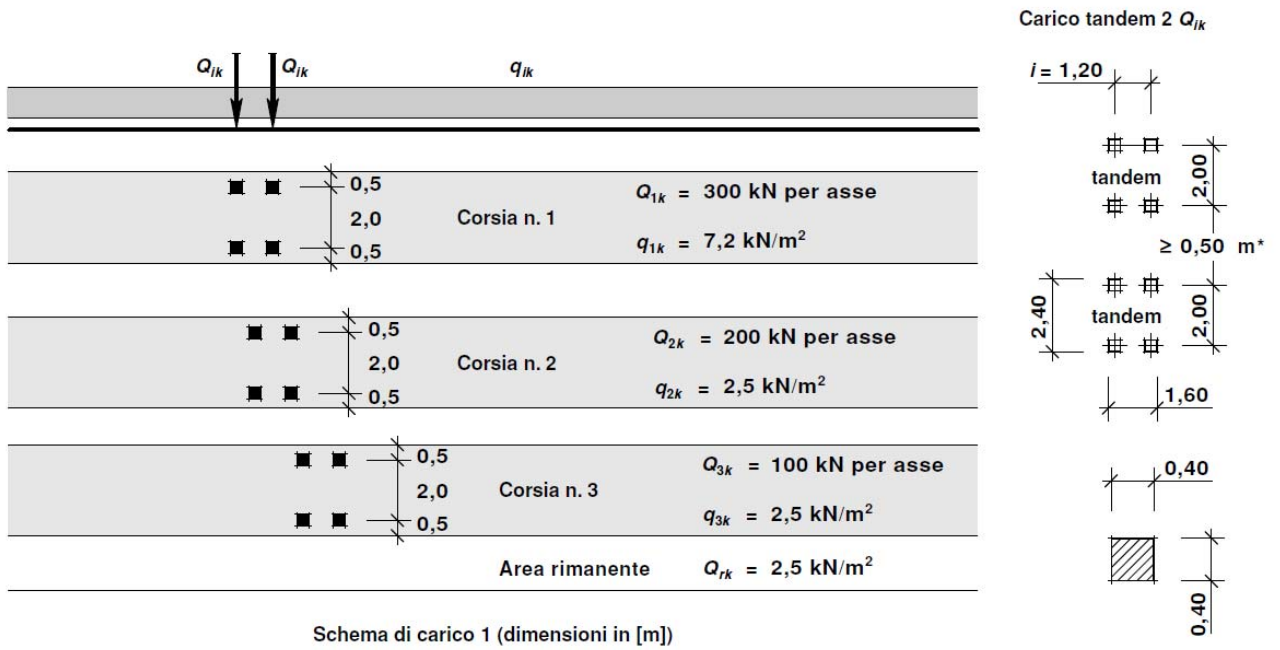 Carico tandem 2 Qik
Qik Qik qik
i = 1,20
0,5
2,0
0,5
Corsia n. 1
Q1k = 300 kN per asse
q1k = 7,2 kN/m²
tandem
2,00
≥ 0,50 m*
0,5
2,0
0,5
Corsia n. 2
Q2k = 200 kN per asse
q2k = 2,5 kN/m²
2,40
tandem
2,00
1,60
0,5
2,0
0,5
Corsia n. 3
Q3k = 100 kN per asse
q3k = 2,5 kN/m²
0,40
0,40
Area rimanente Qrk = 2,5 kN/m²
Schema di carico 1 (dimensioni in [m])